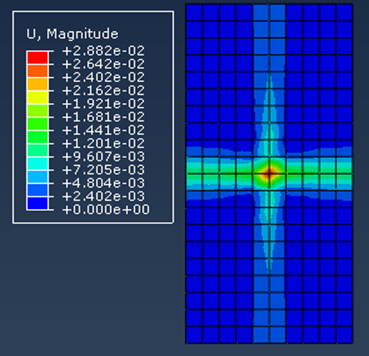 U, Magnitude
+2.882e-02
+2.642e-02
+2.402e-02
+2.162e-02
+1.921e-02
+1.681e-02
+1.441e-02
+1.201e-02
+9.607e-03
+7.205e-03
+4.804e-03
+2.402e-03
+0.000e+00